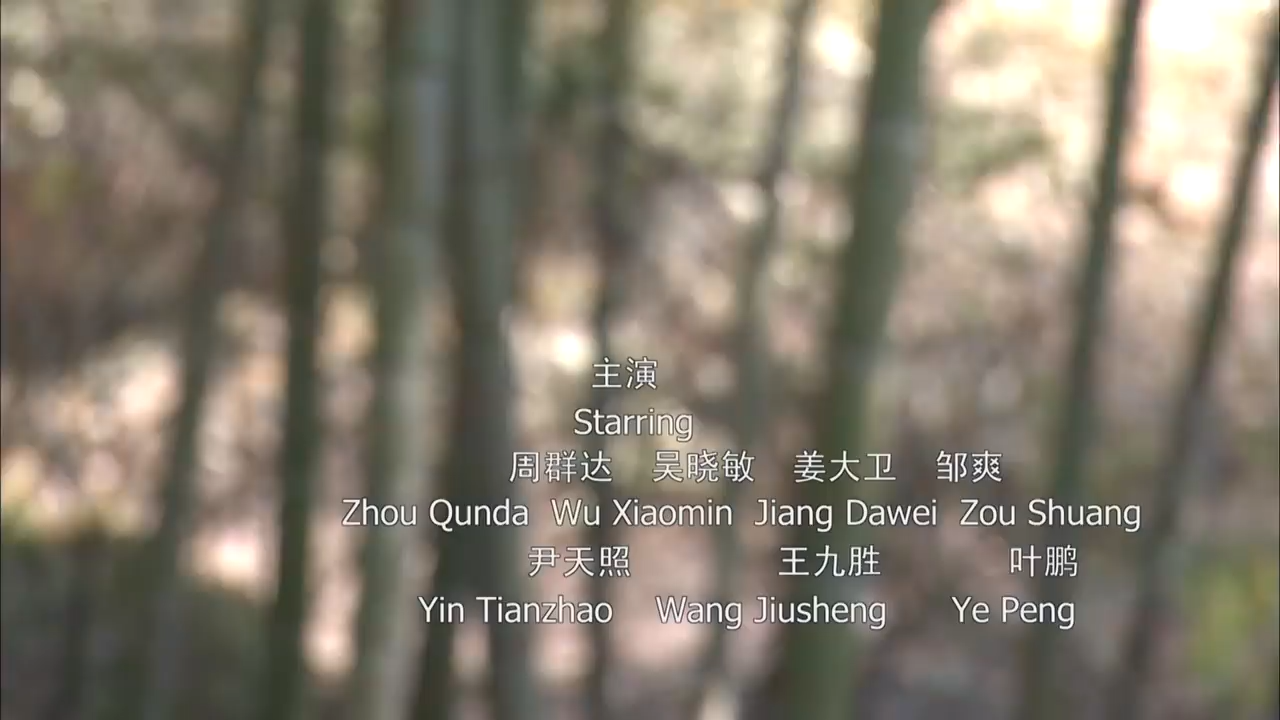 主演
Starring
周群达 吴晓敏 姜大卫 邹爽
Zhou Qunda Wu Xiaomin Jiang Dawei Zou Shuang
尹天照 王九胜 叶鹏
Yin Tianzhao Wang Jiusheng Ye Peng